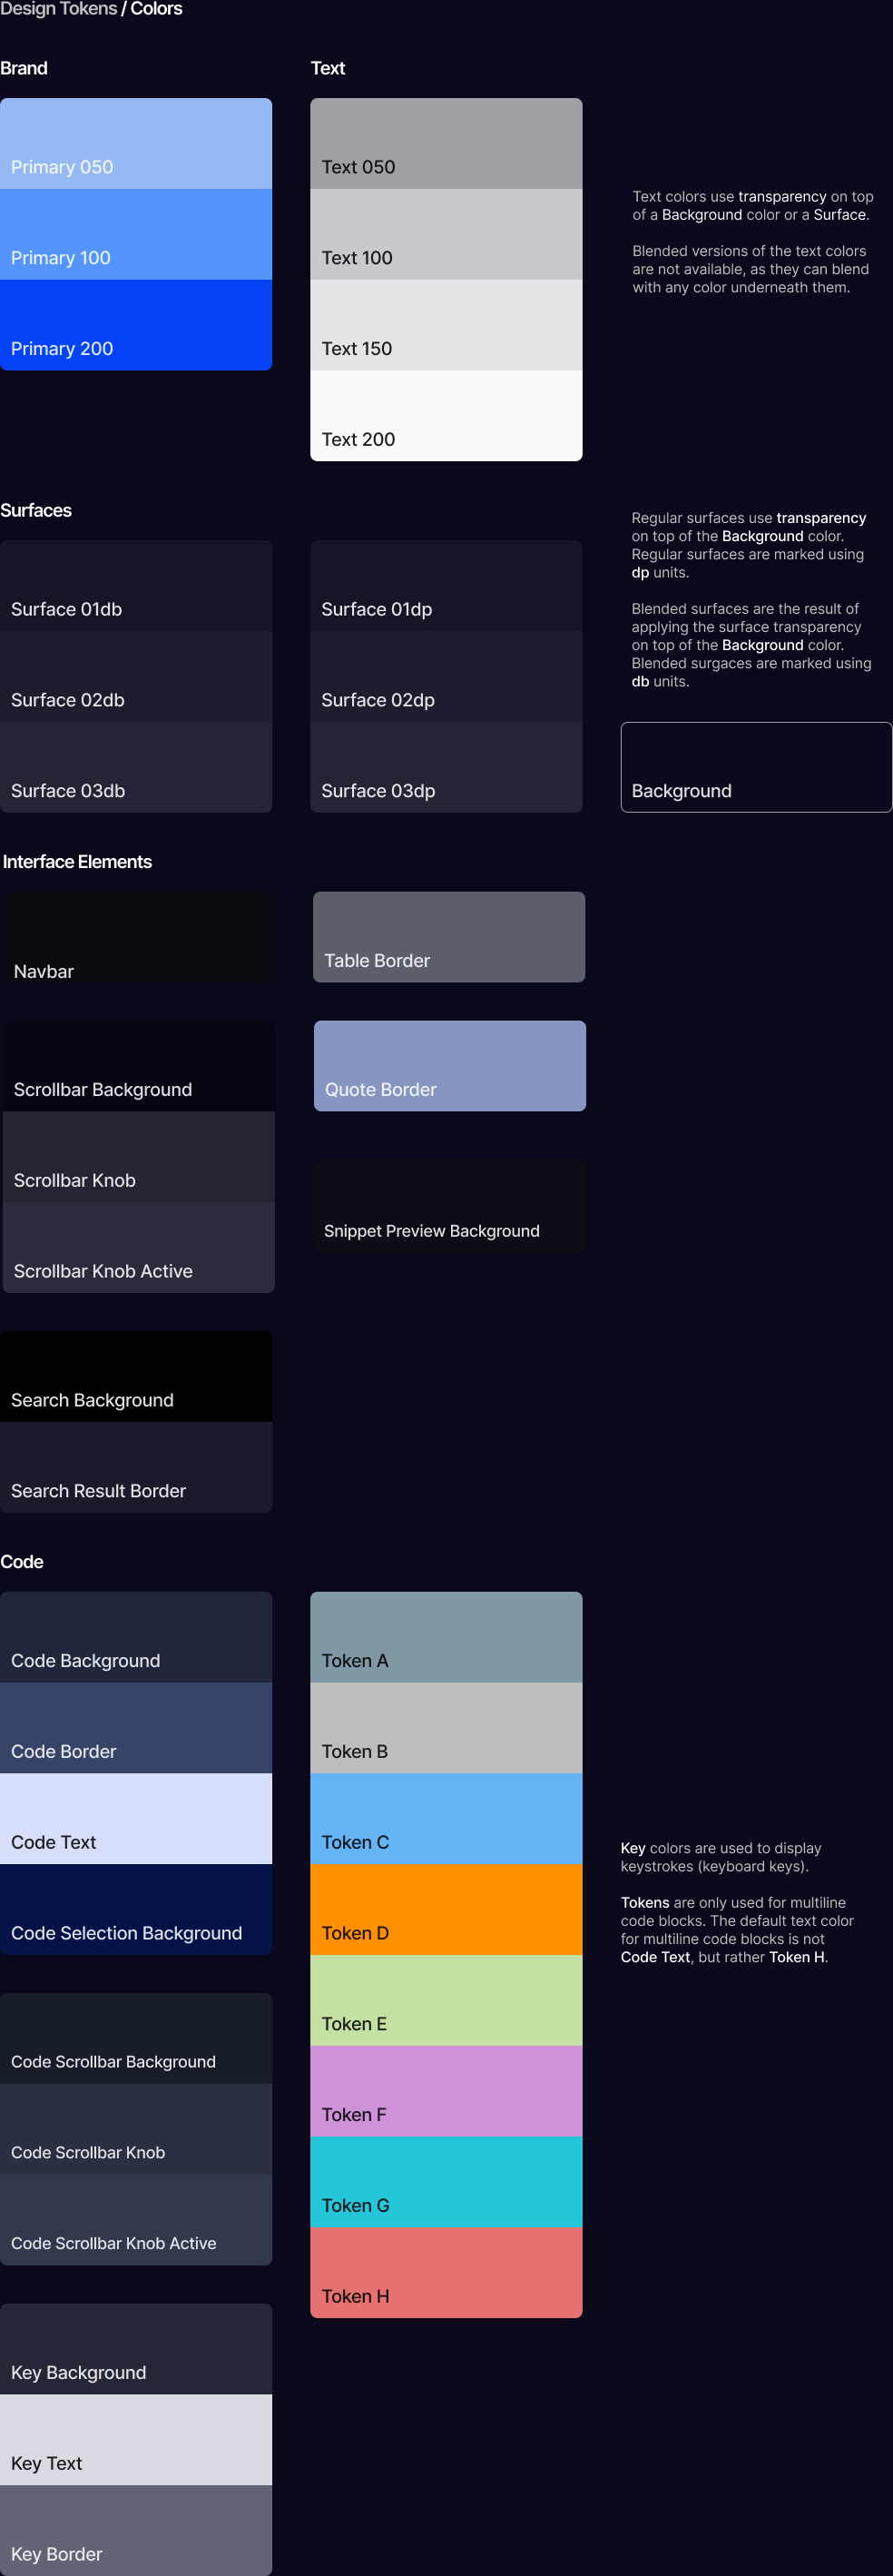 Design Tokens / Colors
Brand
Primary 050
Primary 100
Primary 200
Text
Text 050
Text 100
Text 150
Text 200
Text colors use transparency on top
of a Background color or a Surface.
Blended versions of the text colors
are not available, as they can blend
with any color underneath them.
Surfaces
Surface 01db
Surface 02db
Surface 03db
Surface 01dp
Surface 02dp
Surface 03dp
Regular surfaces use transparency
on top of the Background color.
Regular surfaces are marked using
dp units.
Blended surfaces are the result of
applying the surface transparency
on top of the Background color.
Blended surgaces are marked using
db units.
Background
Interface Elements
Navbar
Scrollbar Background
Scrollbar Knob
Scrollbar Knob Active
Search Background
Search Result Border
Table Border
Quote Border
Snippet Preview Background
Code
Code Background
Code Border
Code Text
Code Selection Background
Code Scrollbar Background
Code Scrollbar Knob
Code Scrollbar Knob Active
Key Background
Key Text
Key Border
Token A
Token B
Token C
Token D
Token E
Token F
Token G
Token H
Key colors are used to display
keystrokes (keyboard keys).
Tokens are only used for multiline
code blocks. The default text color
for multiline code blocks is not
Code Text, but rather Token H.